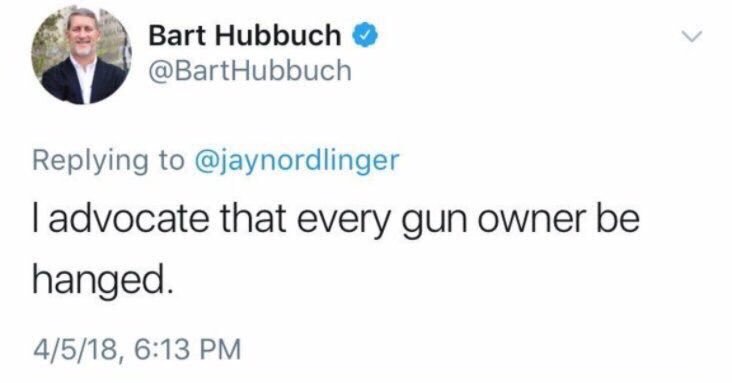 Bart Hubbuch
@BartHubbuch
Replying to @jaynordlinger
I advocate that every gun owner be
hanged.
4/5/18, 6:13 PM